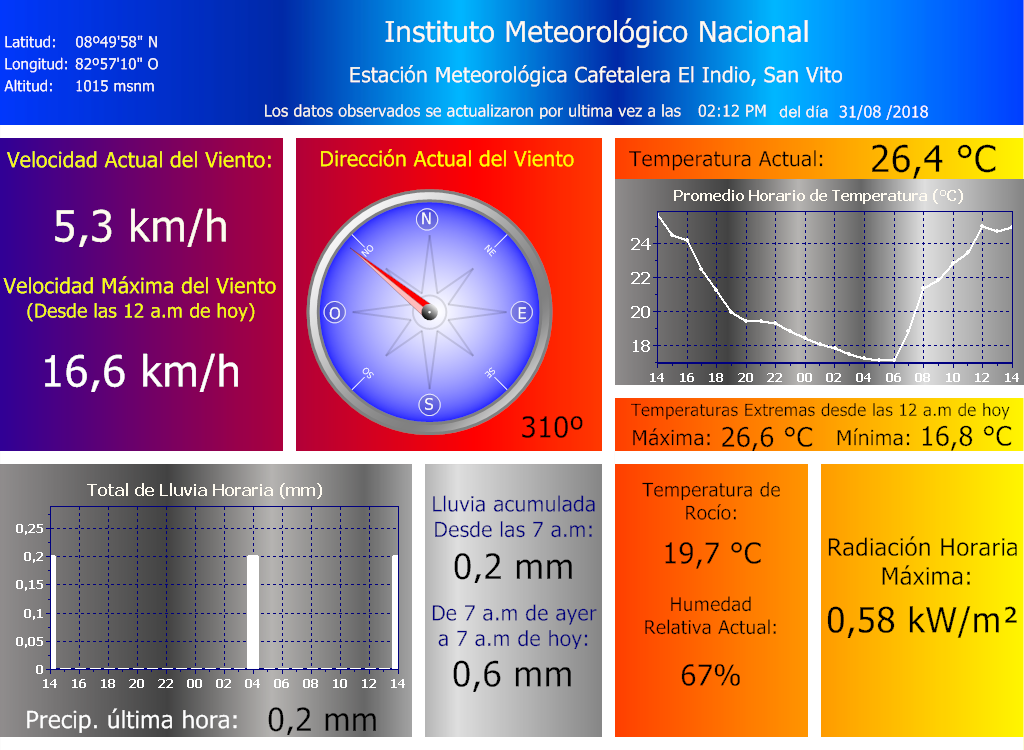 Instituto Meteorológico Nacional
Latitud: 08º49'58" N
Longitud: 82º57'10" O
Altitud: 1015 msnm
Estación Meteorológica Cafetalera El Indio, San Vito
Los datos observados se actualizaron por ultima vez a las 02:12 PM del día 31/08 /2018
Velocidad Actual del Viento:
5,3 km/h
Velocidad Máxima del Viento
(Desde las 12 a.m de hoy)
16,6 km/h
Dirección Actual del Viento
N
NO
NE
O
E
SO
SE
S
310º
Temperatura Actual: 26,4 °C
Promedio Horario de Temperatura (°C)
24
22
20
18
14 16 18 20 22 00 02 04 06 08 10 12 14
Temperaturas Extremas desde las 12 a.m de hoy
Máxima: 26,6 °C Mínima: 16,8 °C
Total de Lluvia Horaria (mm)
0,25
0,2
0,15
0,1
0,05
0
14 16 18 20 22 00 02 04 06 08 10 12 14
Precip. última hora: 0,2 mm
Lluvia acumulada
Desde las 7 a.m:
0,2 mm
De 7 a.m de ayer
a 7 a.m de hoy:
0,6 mm
Temperatura de
Rocío:
19,7 °C
Humedad
Relativa Actual:
67%
Radiación Horaria
Máxima:
0,58 kW/m²